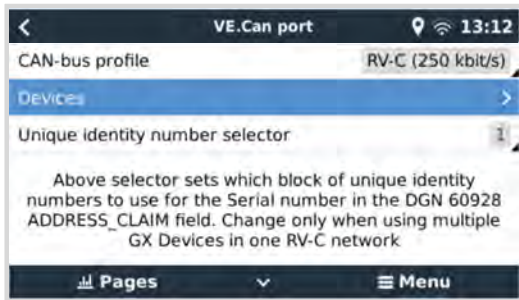 VE.Can port 13:12
CAN-bus profile RV-C (250 kbit/s)
Devices
Unique identity number selector 1
Above selector sets which block of unique identity
numbers to use for the Serial number in the DGN 60928
ADDRESS_CLAIM field. Change only when using multiple
GX Devices in one RV-C network
Pages Menu